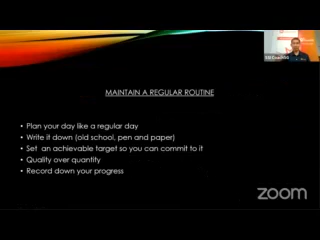 MAINTAIN A REGULAR ROUTINE
• Plan your day like a regular day
• Write it down (old school, pen and paper)
• Set an achievable target so you can commit to it
• Quality over quantity
• Record down your progress
zoom